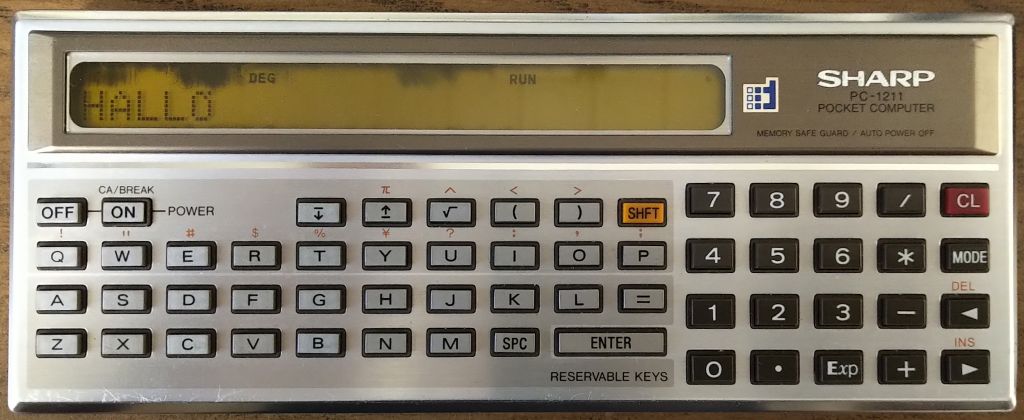 DEG RUN
HALLO
SHARP
PC-1211
POCKET COMPUTER
MEMORY SAFE GUARD / AUTO POWER OFF
CA/BREAK
OFF ON POWER
π ^ < >
↓ ↑ √ ( ) SHFT
! " # $ % ¥ ? : , ;
Q W E R T Y U I O P
A S D F G H J K L =
Z X C V B N M SPC ENTER
RESERVABLE KEYS
7 8 9 / CL
4 5 6 * MODE
DEL
1 2 3 − ◀
INS
0 • Exp + ▶